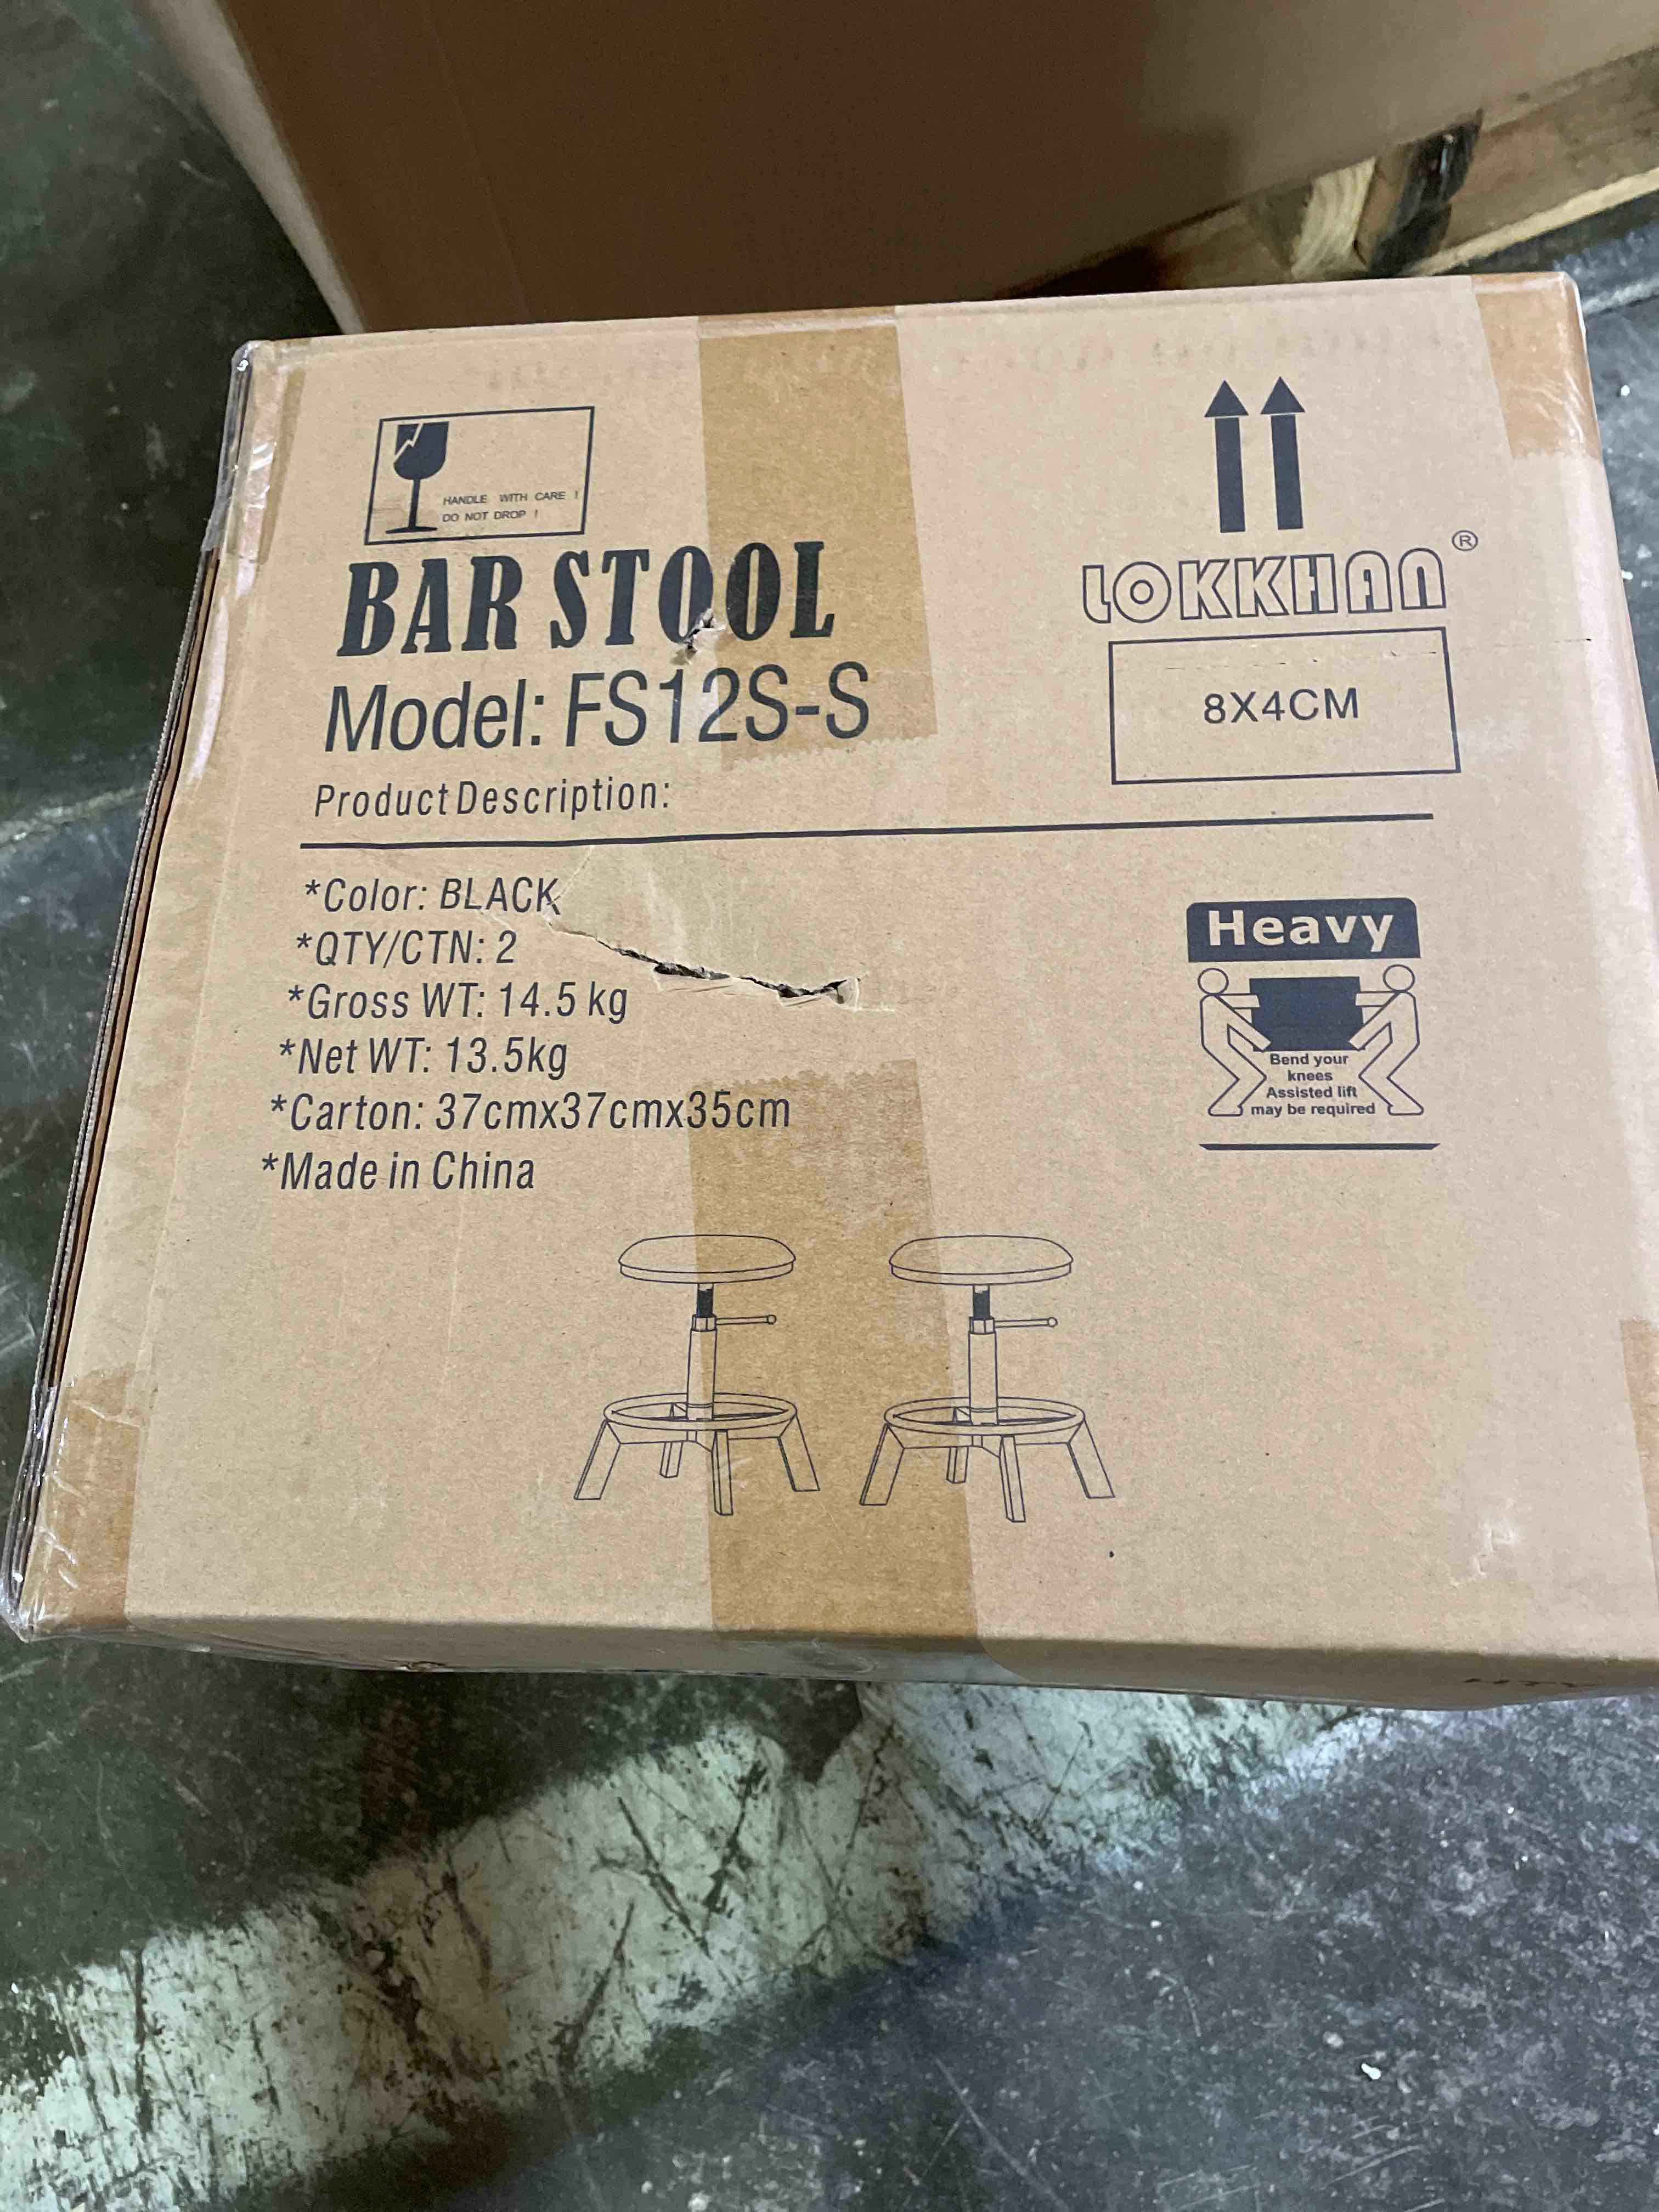 HANDLE WITH CARE !
DO NOT DROP !
BAR STOOL
Model: FS12S-S
Product Description:
*Color: BLACK
*QTY/CTN: 2
*Gross WT: 14.5 kg
*Net WT: 13.5kg
*Carton: 37cmx37cmx35cm
*Made in China
LOKKHAN®
8X4CM
Heavy
Bend your
knees
Assisted lift
may be required